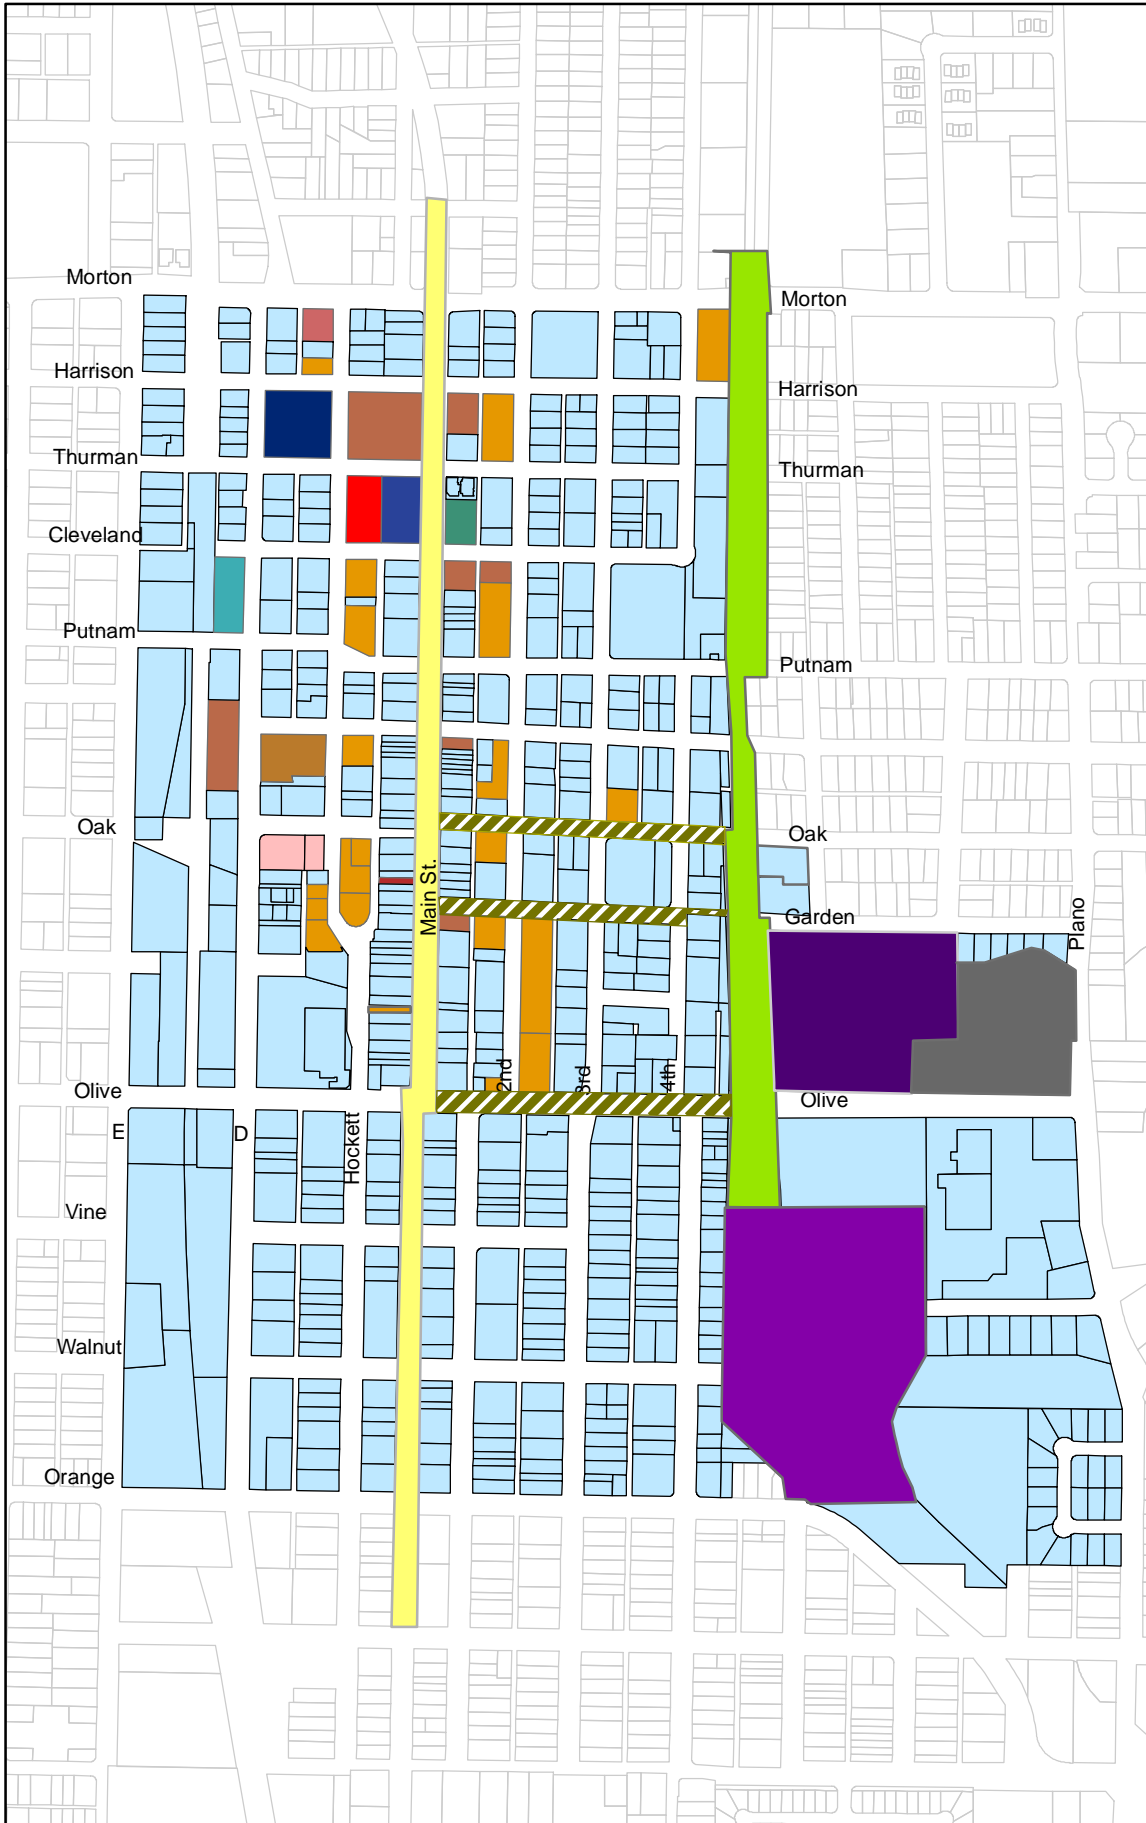 Morton
Morton
Harrison
Harrison
Thurman
Thurman
Cleveland
Putnam
Putnam
Oak
Oak
Main St.
Garden
Plano
2nd
3rd
4th
Olive
Olive
E
D
Hockett
Vine
Walnut
Orange